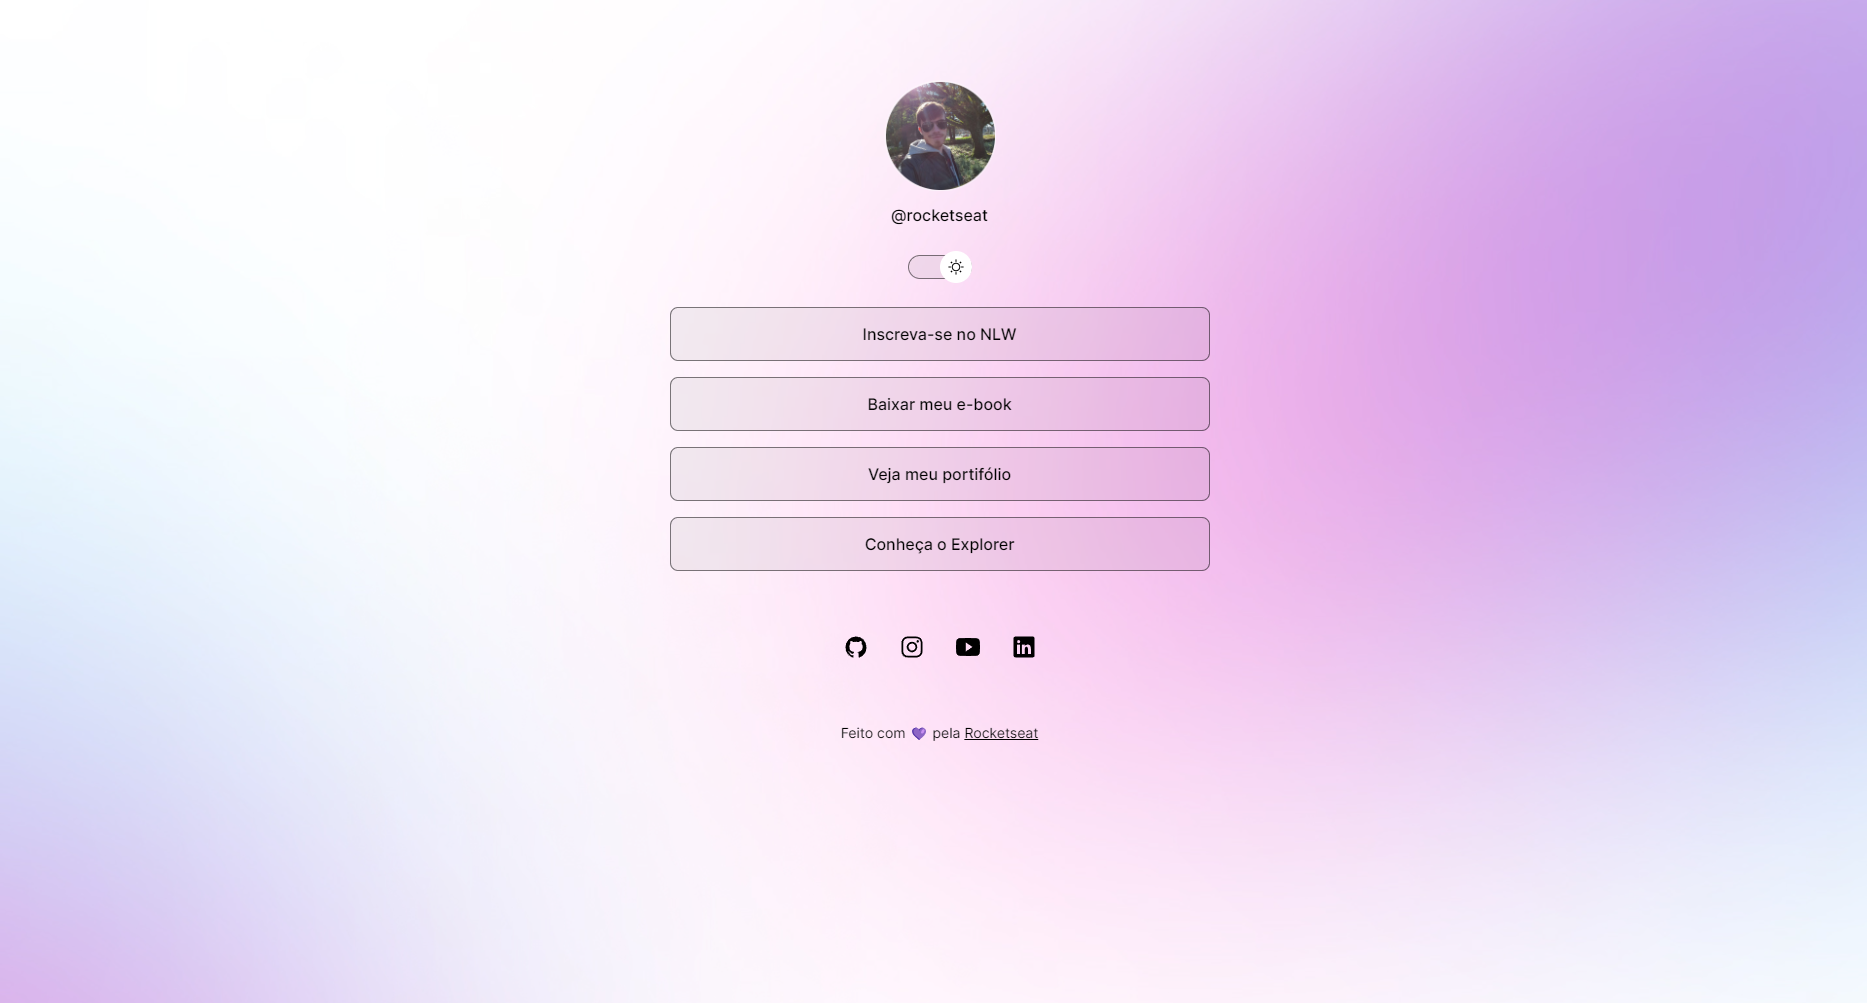 @rocketseat
Inscreva-se no NLW
Baixar meu e-book
Veja meu portifólio
Conheça o Explorer
Feito com 💜 pela Rocketseat